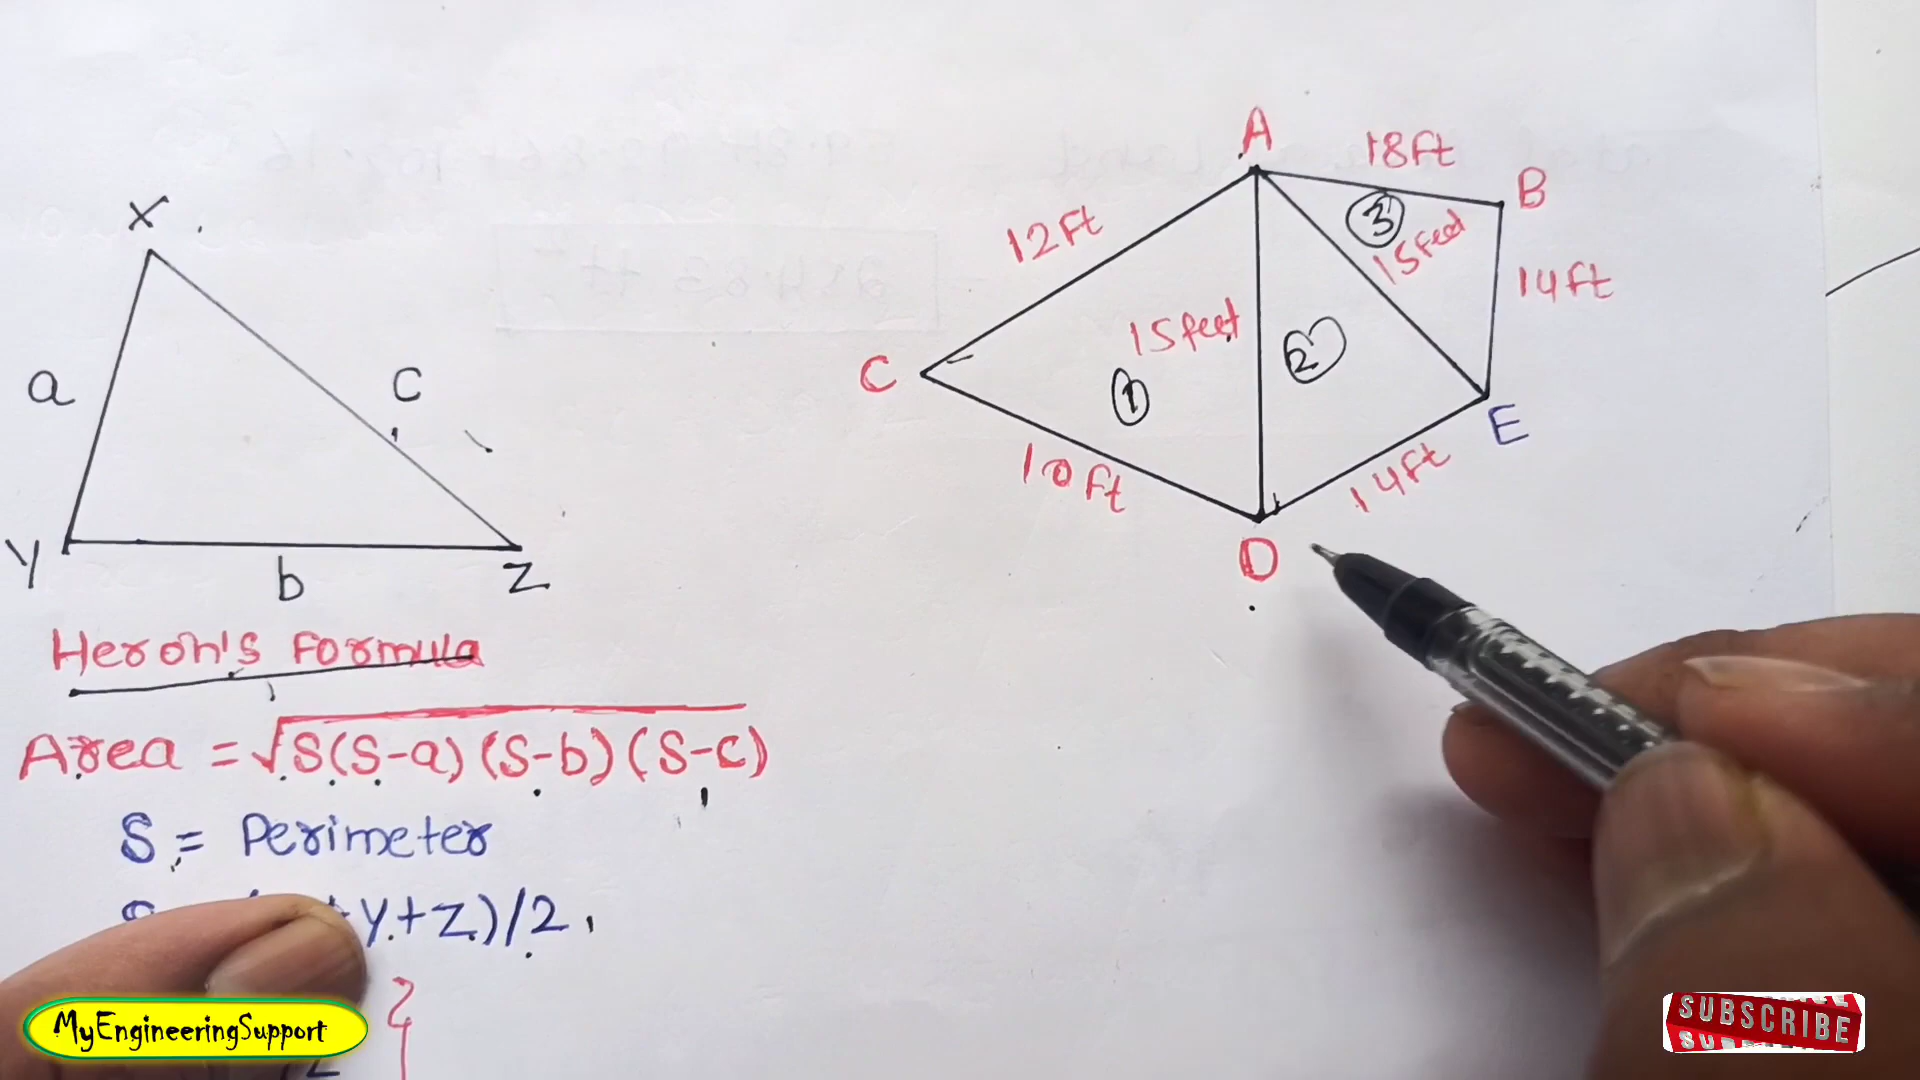 X
a
c
Y
b
Z
Heron's Formula
Area = √S(S-a) (S-b) (S-c)
S = Perimeter
Y+Z)/2
A
18ft
B
12ft
3
15feet
14ft
15feet
2
C
1
E
10ft
14ft
D
MyEngineeringSupport
SUBSCRIBE